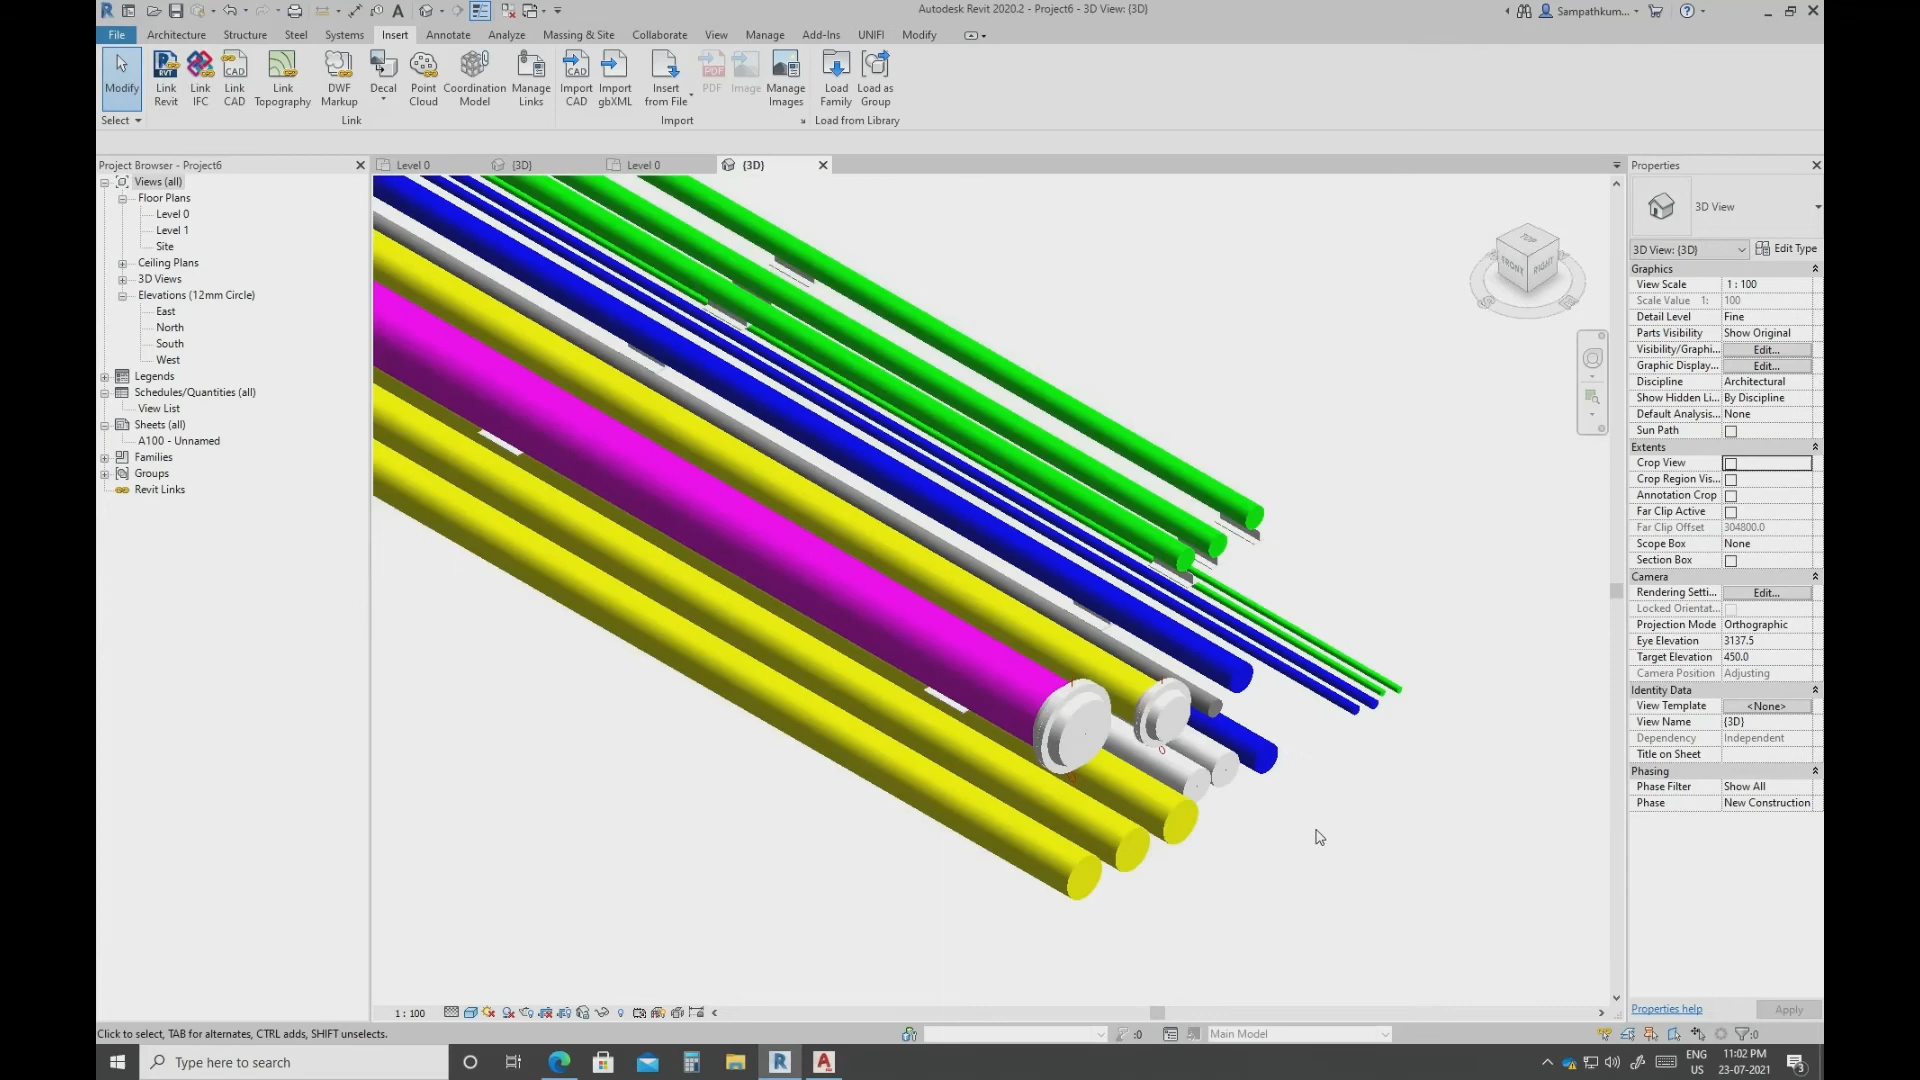 Autodesk Revit 2020.2 - Project6 - 3D View: {3D}
Sampathkum...
File Architecture Structure Steel Systems Insert Annotate Analyze Massing & Site Collaborate View Manage Add-Ins UNIFI Modify
Modify
Link Revit
Link IFC
Link CAD
Link Topography
DWF Markup
Decal
Point Cloud
Coordination Model
Manage Links
Import CAD
Import gbXML
Insert from File
PDF
Image
Manage Images
Load Family
Load as Group
Select
Link
Import
Load from Library
Project Browser - Project6
Level 0
{3D}
Level 0
{3D}
Properties
Views (all)
Floor Plans
Level 0
Level 1
Site
Ceiling Plans
3D Views
Elevations (12mm Circle)
East
North
South
West
Legends
Schedules/Quantities (all)
View List
Sheets (all)
A100 - Unnamed
Families
Groups
Revit Links
TOP
FRONT
RIGHT
3D View
3D View: {3D}
Edit Type
Graphics
View Scale 1 : 100
Scale Value 1: 100
Detail Level Fine
Parts Visibility Show Original
Visibility/Graphi... Edit...
Graphic Display... Edit...
Discipline Architectural
Show Hidden Li... By Discipline
Default Analysis... None
Sun Path
Extents
Crop View
Crop Region Vis...
Annotation Crop
Far Clip Active
Far Clip Offset 304800.0
Scope Box None
Section Box
Camera
Rendering Setti... Edit...
Locked Orientat...
Projection Mode Orthographic
Eye Elevation 3137.5
Target Elevation 450.0
Camera Position Adjusting
Identity Data
View Template <None>
View Name {3D}
Dependency Independent
Title on Sheet
Phasing
Phase Filter Show All
Phase New Construction
Properties help
Apply
1 : 100
Click to select, TAB for alternates, CTRL adds, SHIFT unselects.
:0
Main Model
:0
Type here to search
ENG
US
11:02 PM
23-07-2021
3